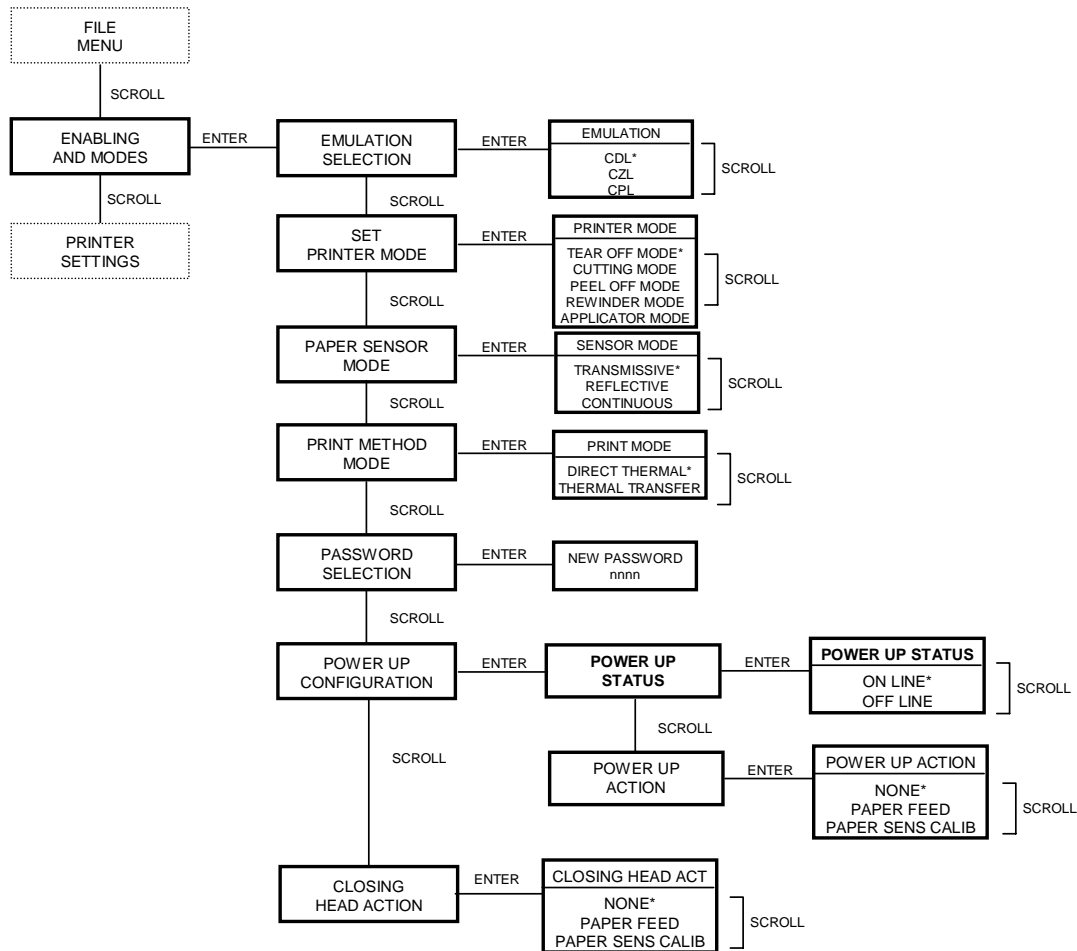 FILE
MENU
SCROLL
ENABLING
AND MODES
ENTER
EMULATION
SELECTION
ENTER
EMULATION
CDL*
CZL
CPL
SCROLL
SCROLL
PRINTER
SETTINGS
SCROLL
SET
PRINTER MODE
ENTER
PRINTER MODE
TEAR OFF MODE*
CUTTING MODE
PEEL OFF MODE
REWINDER MODE
APPLICATOR MODE
SCROLL
SCROLL
PAPER SENSOR
MODE
ENTER
SENSOR MODE
TRANSMISSIVE*
REFLECTIVE
CONTINUOUS
SCROLL
SCROLL
PRINT METHOD
MODE
ENTER
PRINT MODE
DIRECT THERMAL*
THERMAL TRANSFER
SCROLL
SCROLL
PASSWORD
SELECTION
ENTER
NEW PASSWORD
nnnn
SCROLL
POWER UP
CONFIGURATION
ENTER
POWER UP
STATUS
ENTER
POWER UP STATUS
ON LINE*
OFF LINE
SCROLL
SCROLL
SCROLL
POWER UP
ACTION
ENTER
POWER UP ACTION
NONE*
PAPER FEED
PAPER SENS CALIB
SCROLL
CLOSING
HEAD ACTION
ENTER
CLOSING HEAD ACT
NONE*
PAPER FEED
PAPER SENS CALIB
SCROLL